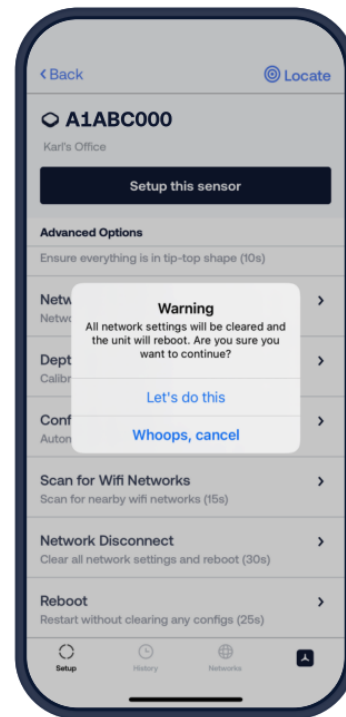 Back
Locate
A1ABC000
Karl's Office
Setup this sensor
Advanced Options
Ensure everything is in tip-top shape (10s)
Netw
Netwo
Warning
All network settings will be cleared and
the unit will reboot. Are you sure you
want to continue?
Let's do this
Whoops, cancel
Dept
Calibr
Conf
Auton
Scan for Wifi Networks
Scan for nearby wifi networks (15s)
Network Disconnect
Clear all network settings and reboot (30s)
Reboot
Restart without clearing any configs (25s)
Setup
History
Networks